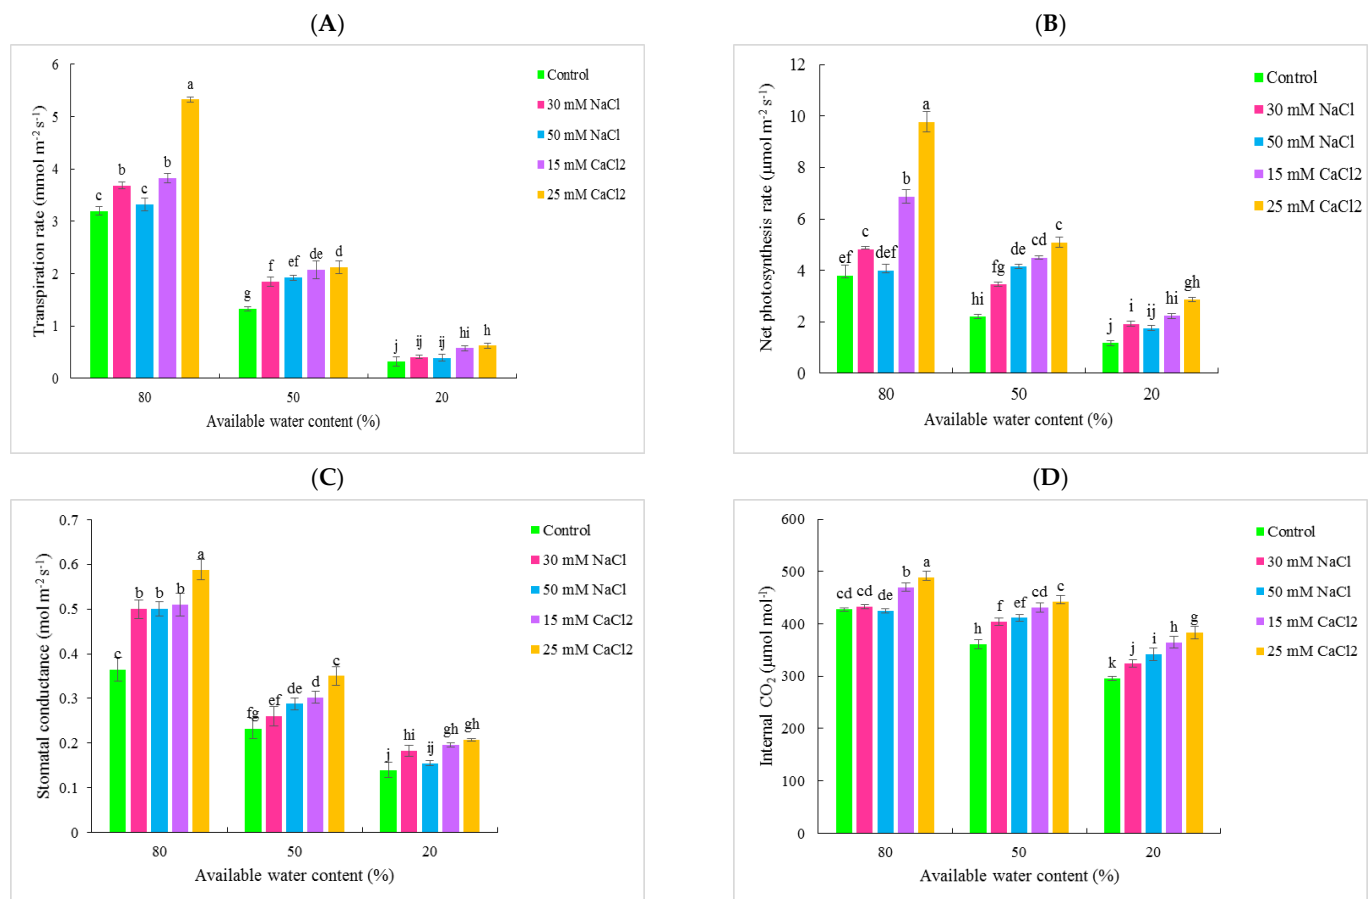 (A)
Transpiration rate (mmol m-2 s-1)
6
5
4
3
2
1
0
c
b
c
b
a
g
f
ef
de
d
j
ij
ij
hi
h
80
50
20
Available water content (%)
Control
30 mM NaCl
50 mM NaCl
15 mM CaCl2
25 mM CaCl2
(B)
Net photosynthesis rate (µmol m-2 s-1)
12
10
8
6
4
2
0
ef
c
def
b
a
hi
fg
de
cd
c
j
i
ij
hi
gh
80
50
20
Available water content (%)
Control
30 mM NaCl
50 mM NaCl
15 mM CaCl2
25 mM CaCl2
(C)
Stomatal conductance (mol m-2 s-1)
0.7
0.6
0.5
0.4
0.3
0.2
0.1
0
c
b
b
b
a
fg
ef
de
d
c
j
hi
ij
gh
gh
80
50
20
Available water content (%)
Control
30 mM NaCl
50 mM NaCl
15 mM CaCl2
25 mM CaCl2
(D)
Internal CO2 (µmol mol-1)
600
500
400
300
200
100
0
cd
cd
de
b
a
h
f
ef
cd
c
k
j
i
h
g
80
50
20
Available water content (%)
Control
30 mM NaCl
50 mM NaCl
15 mM CaCl2
25 mM CaCl2